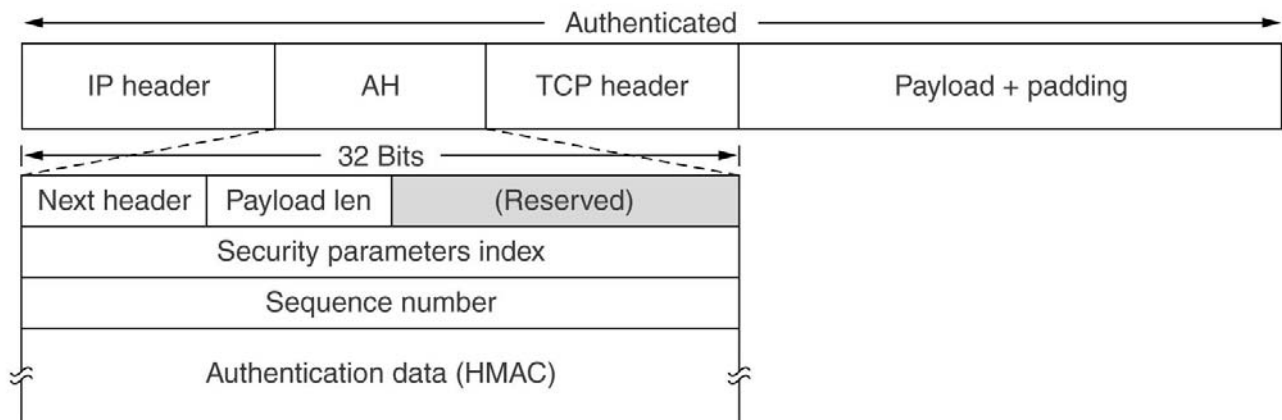 Authenticated
IP header AH TCP header Payload + padding
32 Bits
Next header Payload len (Reserved)
Security parameters index
Sequence number
Authentication data (HMAC)